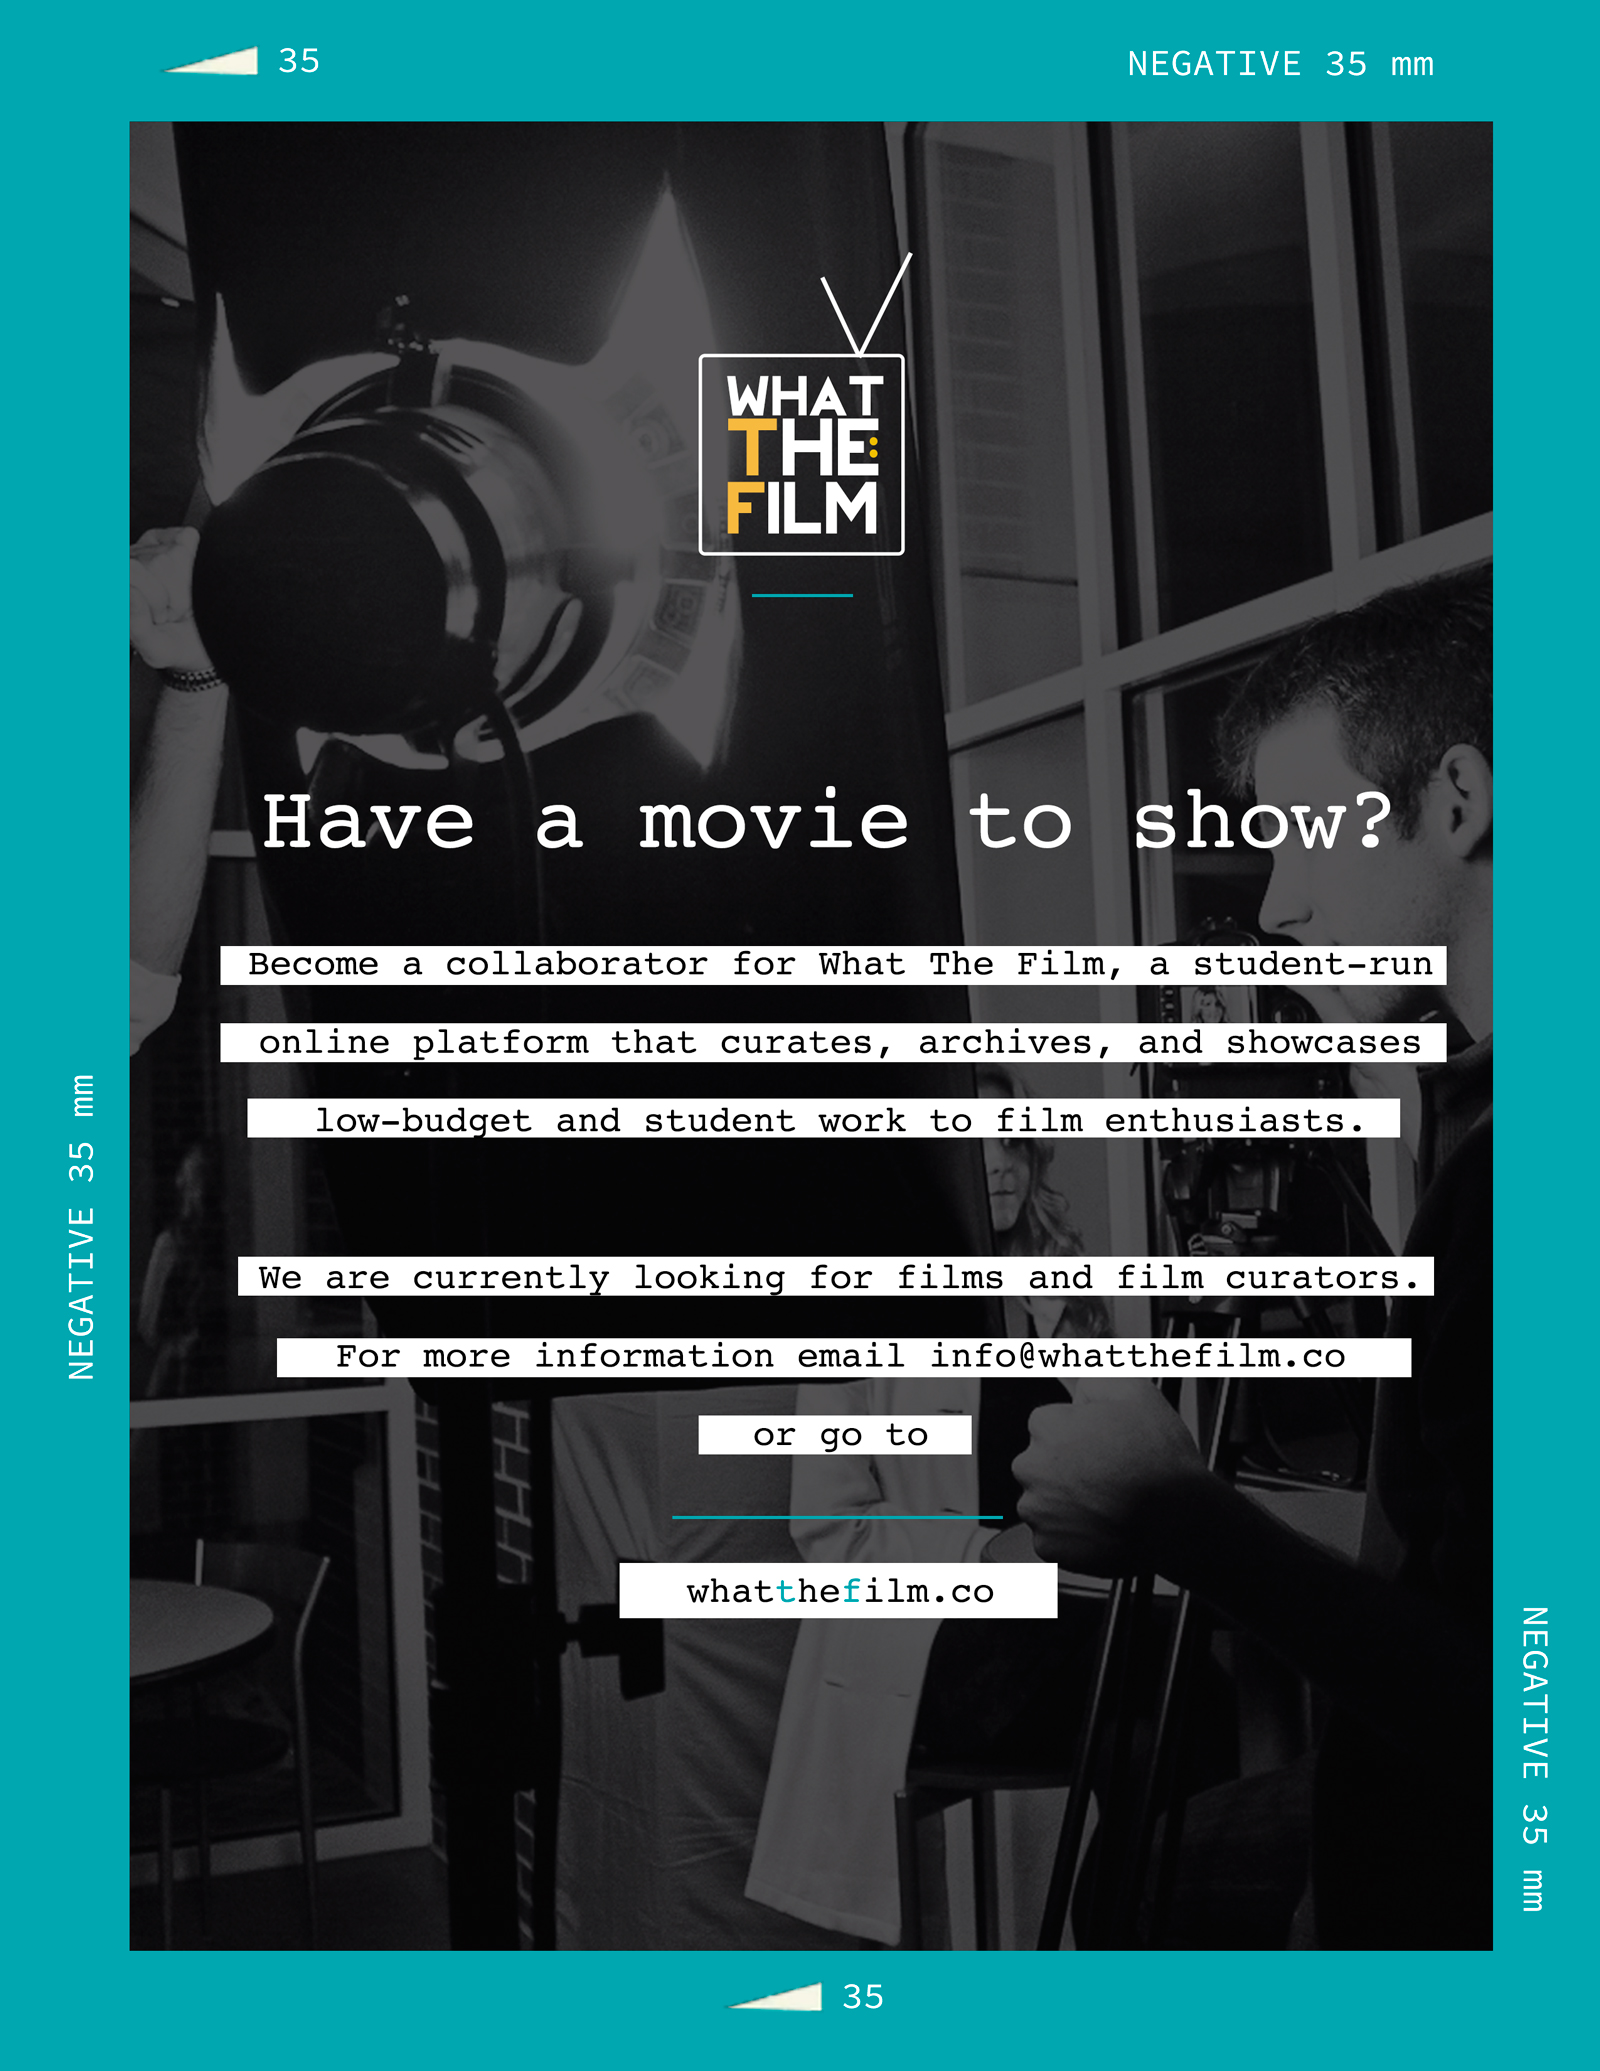 35
NEGATIVE 35 mm
WHAT
THE:
FILM
Have a movie to show?
Become a collaborator for What The Film, a student-run
online platform that curates, archives, and showcases
low-budget and student work to film enthusiasts.
NEGATIVE 35 mm
We are currently looking for films and film curators.
For more information email info@whatthefilm.co
or go to
whatthefilm.co
NEGATIVE 35 mm
35